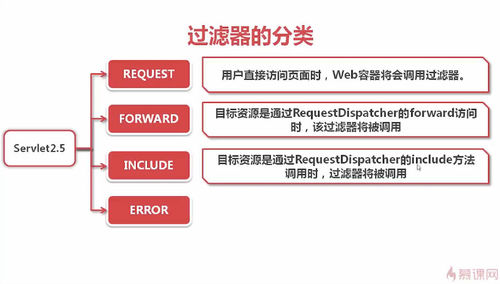 过滤器的分类
REQUEST
用户直接访问页面时，Web容器将会调用过滤器。
FORWARD
目标资源是通过RequestDispatcher的forward访问
时，该过滤器将被调用
Servlet2.5
INCLUDE
目标资源是通过RequestDispatcher的include方法
调用时，过滤器将被调用
ERROR
慕课网